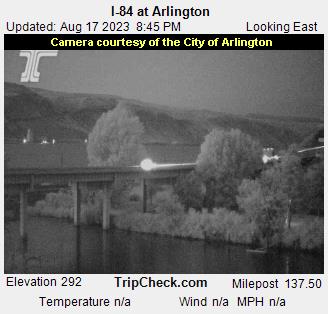 I-84 at Arlington
Updated: Aug 17 2023 8:45 PM Looking East
Camera courtesy of the City of Arlington
Elevation 292 TripCheck.com Milepost 137.50
Temperature n/a Wind n/a MPH n/a